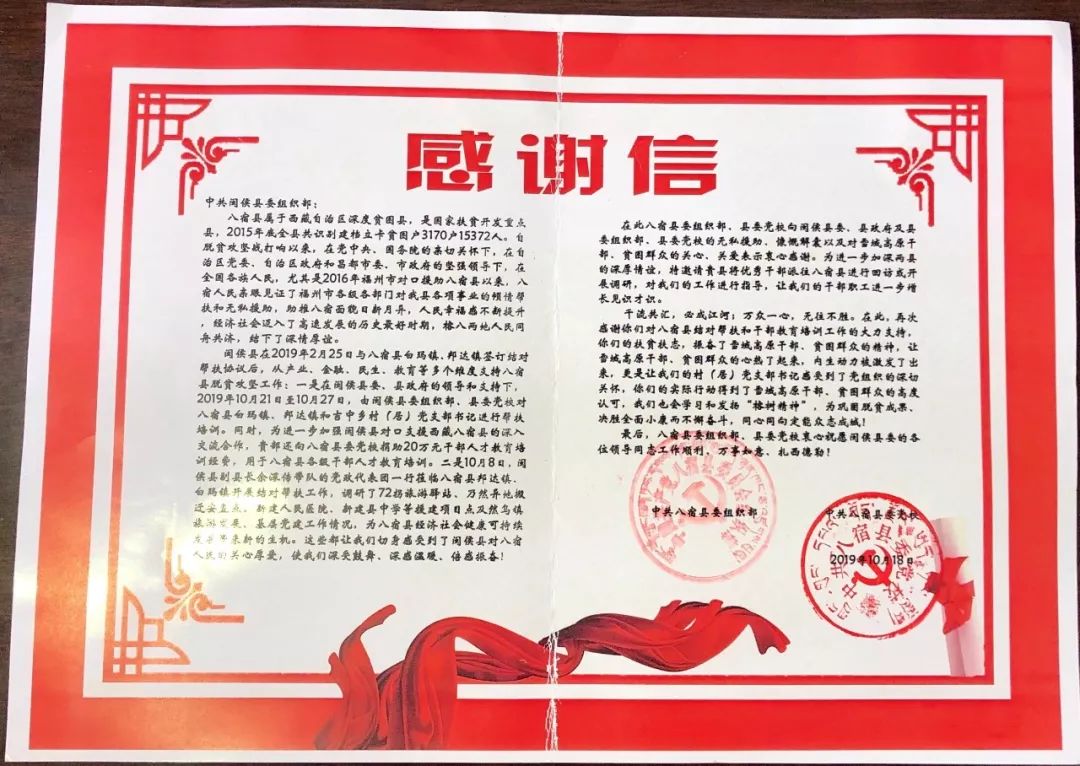 感谢信
中共闽侯县委组织部：
八宿县属于西藏自治区深度贫困县，是国家扶贫开发重点
县，2015年底全县共识别建档立卡贫困户3170户15372人。自
脱贫攻坚战打响以来，在党中央、国务院的亲切关怀下，在自
治区党委、自治区政府和昌都市委、市政府的坚强领导下，在
全国各族人民，尤其是2016年福州市对口援助八宿县以来，八
宿人民亲眼见证了福州市各级各部门对我县各项事业的倾情帮
扶和无私援助，助推八宿面貌日新月异，人民幸福感不断提升
，经济社会迈入了高速发展的历史最好时期，榕八两地人民同
舟共济，结下了深情厚谊。
闽侯县在2019年2月25日与八宿县白玛镇、邦达镇签订结对
帮扶协议后，从产业、金融、民生、教育等多个维度支持八宿
县脱贫攻坚工作：一是在闽侯县委、县政府的领导和支持下，
2019年10月21日至10月27日，由闽侯县委组织部、县委党校对
八宿县白玛镇、邦达镇和吉中乡村（居）党支部书记进行帮扶
培训。同时，为进一步加强闽侯县对口支援西藏八宿县的深入
交流合作，贵部还向八宿县委党校捐助20万元干部人才教育培
训经费，用于八宿县各级干部人才教育培训。二是10月8日，闽
侯县副县长余深传带队的党政代表团一行莅临八宿县邦达镇、
白玛镇开展结对帮扶工作，调研了72拐旅游驿站、乃然异地搬
迁安置点、新建人民医院、新建县中学等援建项目点及然乌镇
旅游发展、基层党建工作情况，为八宿县经济社会健康可持续
发展带来新的生机。这些都让我们切身感受到了闽侯县对八宿
人民的关心厚爱，使我们深受鼓舞、深感温暖、倍感振奋！
在此八宿县委组织部、县委党校向闽侯县委、县政府及县
委组织部、县委党校的无私援助、慷慨解囊以及对雪域高原干
部、贫困群众的关心、关爱表示衷心感谢。为进一步加深两县
的深厚情谊，特邀请贵县将优秀干部派往八宿县进行回访或开
展调研，对我们的工作进行指导，让我们的干部职工进一步增
长见识才识。
千流共汇，必成江河；万众一心，无往不胜。在此，再次
感谢你们对八宿县结对帮扶和干部教育培训工作的大力支持，
你们的扶贫扶志，振奋了雪域高原干部、贫困群众的精神，让
雪域高原干部、贫困群众的心热了起来，内生动力被激发了出
来，更是让我们的村（居）党支部书记感受到了党组织的深切
关怀，你们的实际行动得到了雪域高原干部、贫困群众的高度
认可，我们也会学习和发扬“榕树精神”，为巩固脱贫成果、
决胜全面小康而不懈奋斗，同心同向定能众志成城！
最后，八宿县委组织部、县委党校衷心祝愿闽侯县委的各
位领导同志工作顺利、万事如意、扎西德勒！
中共八宿县委组织部
中共八宿县委党校
2019年10月18日
中共八宿县委党校